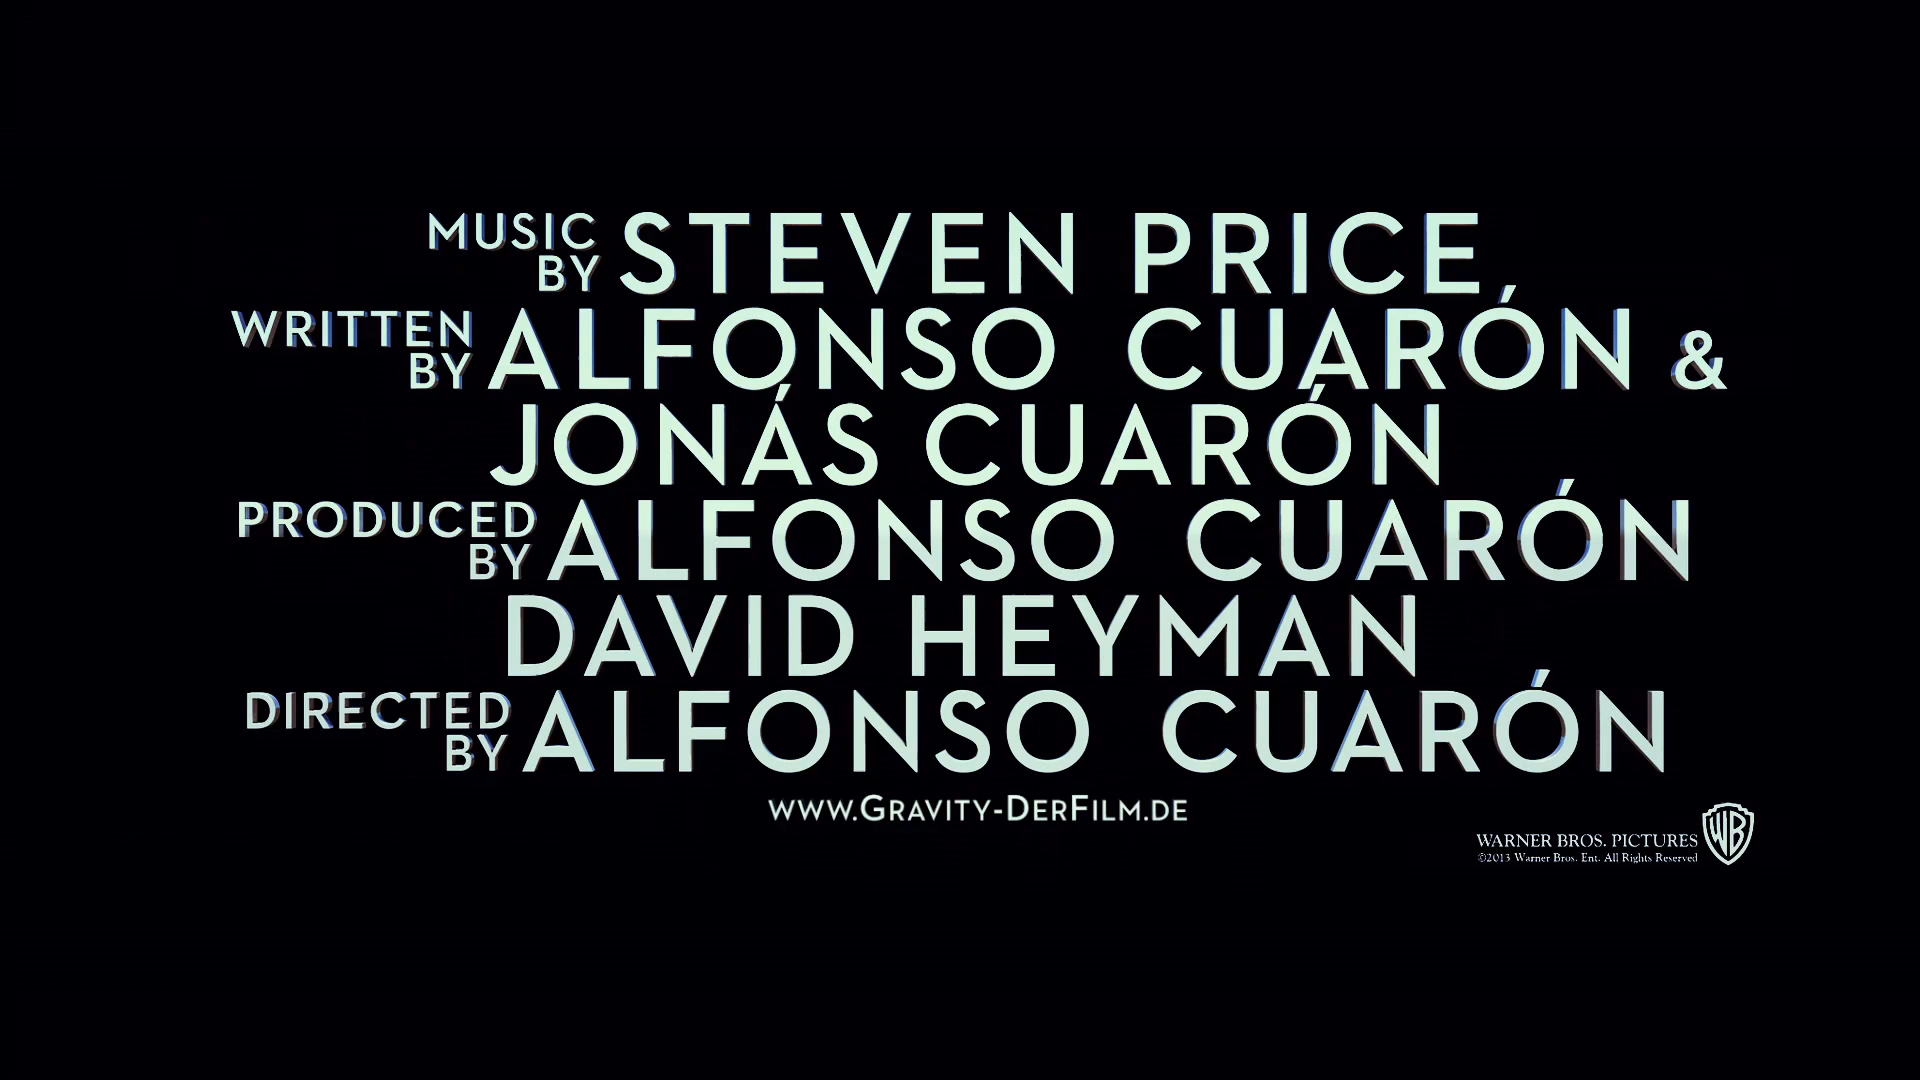 MUSIC BY STEVEN PRICE
WRITTEN BY ALFONSO CUARÓN &
JONÁS CUARÓN
PRODUCED BY ALFONSO CUARÓN
DAVID HEYMAN
DIRECTED BY ALFONSO CUARÓN
WWW.GRAVITY-DERFILM.DE
WARNER BROS. PICTURES
©2013 Warner Bros. Ent. All Rights Reserved
WB